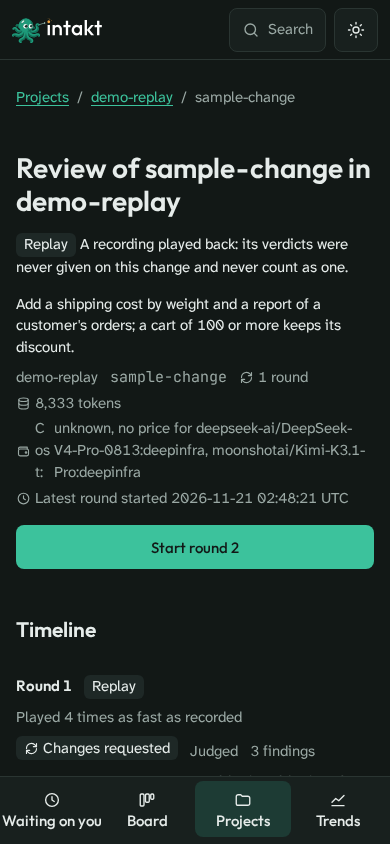 intakt
Search
Projects / demo-replay / sample-change
Review of sample-change in
demo-replay
Replay A recording played back: its verdicts were
never given on this change and never count as one.
Add a shipping cost by weight and a report of a
customer's orders; a cart of 100 or more keeps its
discount.
demo-replay sample-change 1 round
8,333 tokens
C unknown, no price for deepseek-ai/DeepSeek-
os V4-Pro-0813:deepinfra, moonshotai/Kimi-K3.1-
t: Pro:deepinfra
Latest round started 2026-11-21 02:48:21 UTC
Start round 2
Timeline
Round 1 Replay
Played 4 times as fast as recorded
Changes requested Judged 3 findings
Waiting on you Board Projects Trends